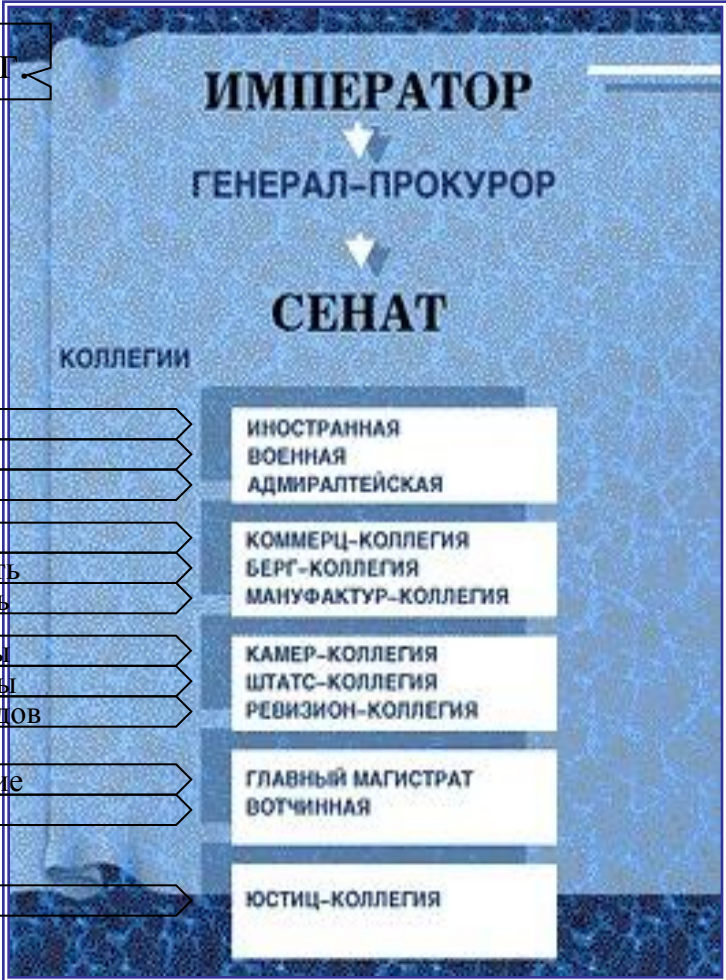 ИМПЕРАТОР
ГЕНЕРАЛ-ПРОКУРОР
СЕНАТ
КОЛЛЕГИИ
ИНОСТРАННАЯ
ВОЕННАЯ
АДМИРАЛТЕЙСКАЯ
КОММЕРЦ-КОЛЛЕГИЯ
БЕРГ-КОЛЛЕГИЯ
МАНУФАКТУР-КОЛЛЕГИЯ
КАМЕР-КОЛЛЕГИЯ
ШТАТС-КОЛЛЕГИЯ
РЕВИЗИОН-КОЛЛЕГИЯ
ГЛАВНЫЙ МАГИСТРАТ
ВОТЧИННАЯ
ЮСТИЦ-КОЛЛЕГИЯ